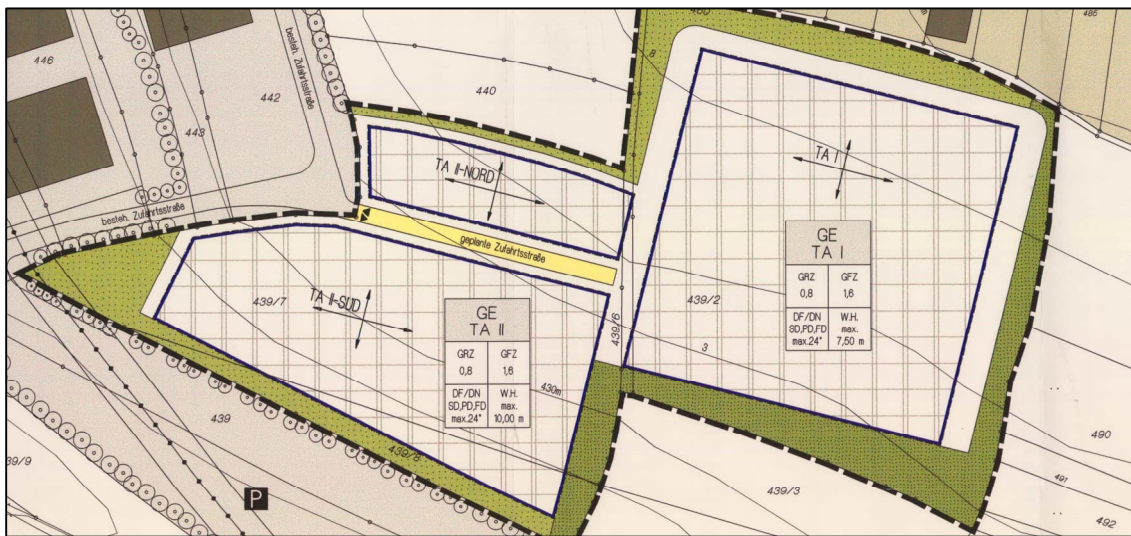 460
485
446
besteh. Zufahrtsstraße
442
440
8
443
TA II-NORD
TA I
besteh. Zufahrtsstraße
geplante Zufahrtsstraße
GE
TA I
GRZ
GFZ
0,8
1,6
DF/DN
SD,PD,FD
max.24°
W.H.
max.
7,50 m
439/7
TA II-SÜD
439/2
439/6
3
GE
TA II
GRZ
GFZ
0,8
1,6
DF/DN
SD,PD,FD
max.24°
W.H.
max.
10,00 m
430m
439
439/8
39/9
P
439/3
490
491
492